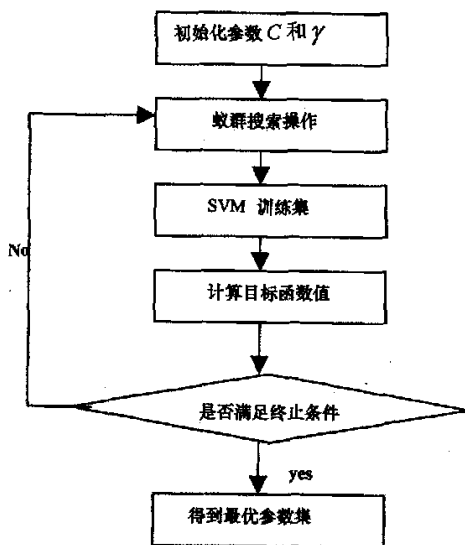 初始化参数 C 和 γ
蚁群搜索操作
SVM 训练集
No
计算目标函数值
是否满足终止条件
yes
得到最优参数集